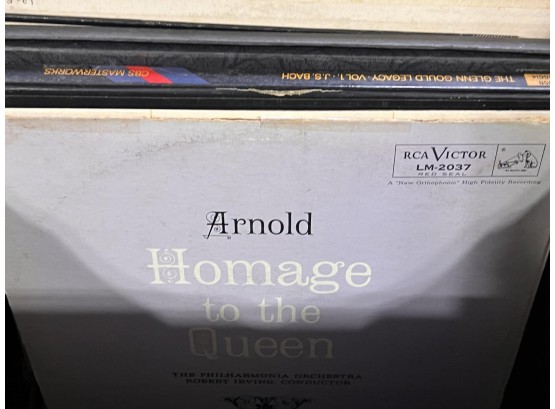 THE GLENN GOULD LEGACY · VOL. 1 · J.S. BACH
CBS MASTERWORKS
RCA VICTOR
LM-2037
RED SEAL
A "New Orthophonic" High Fidelity Recording
Arnold
Homage
to the
Queen
THE PHILHARMONIA ORCHESTRA
ROBERT IRVING, CONDUCTOR